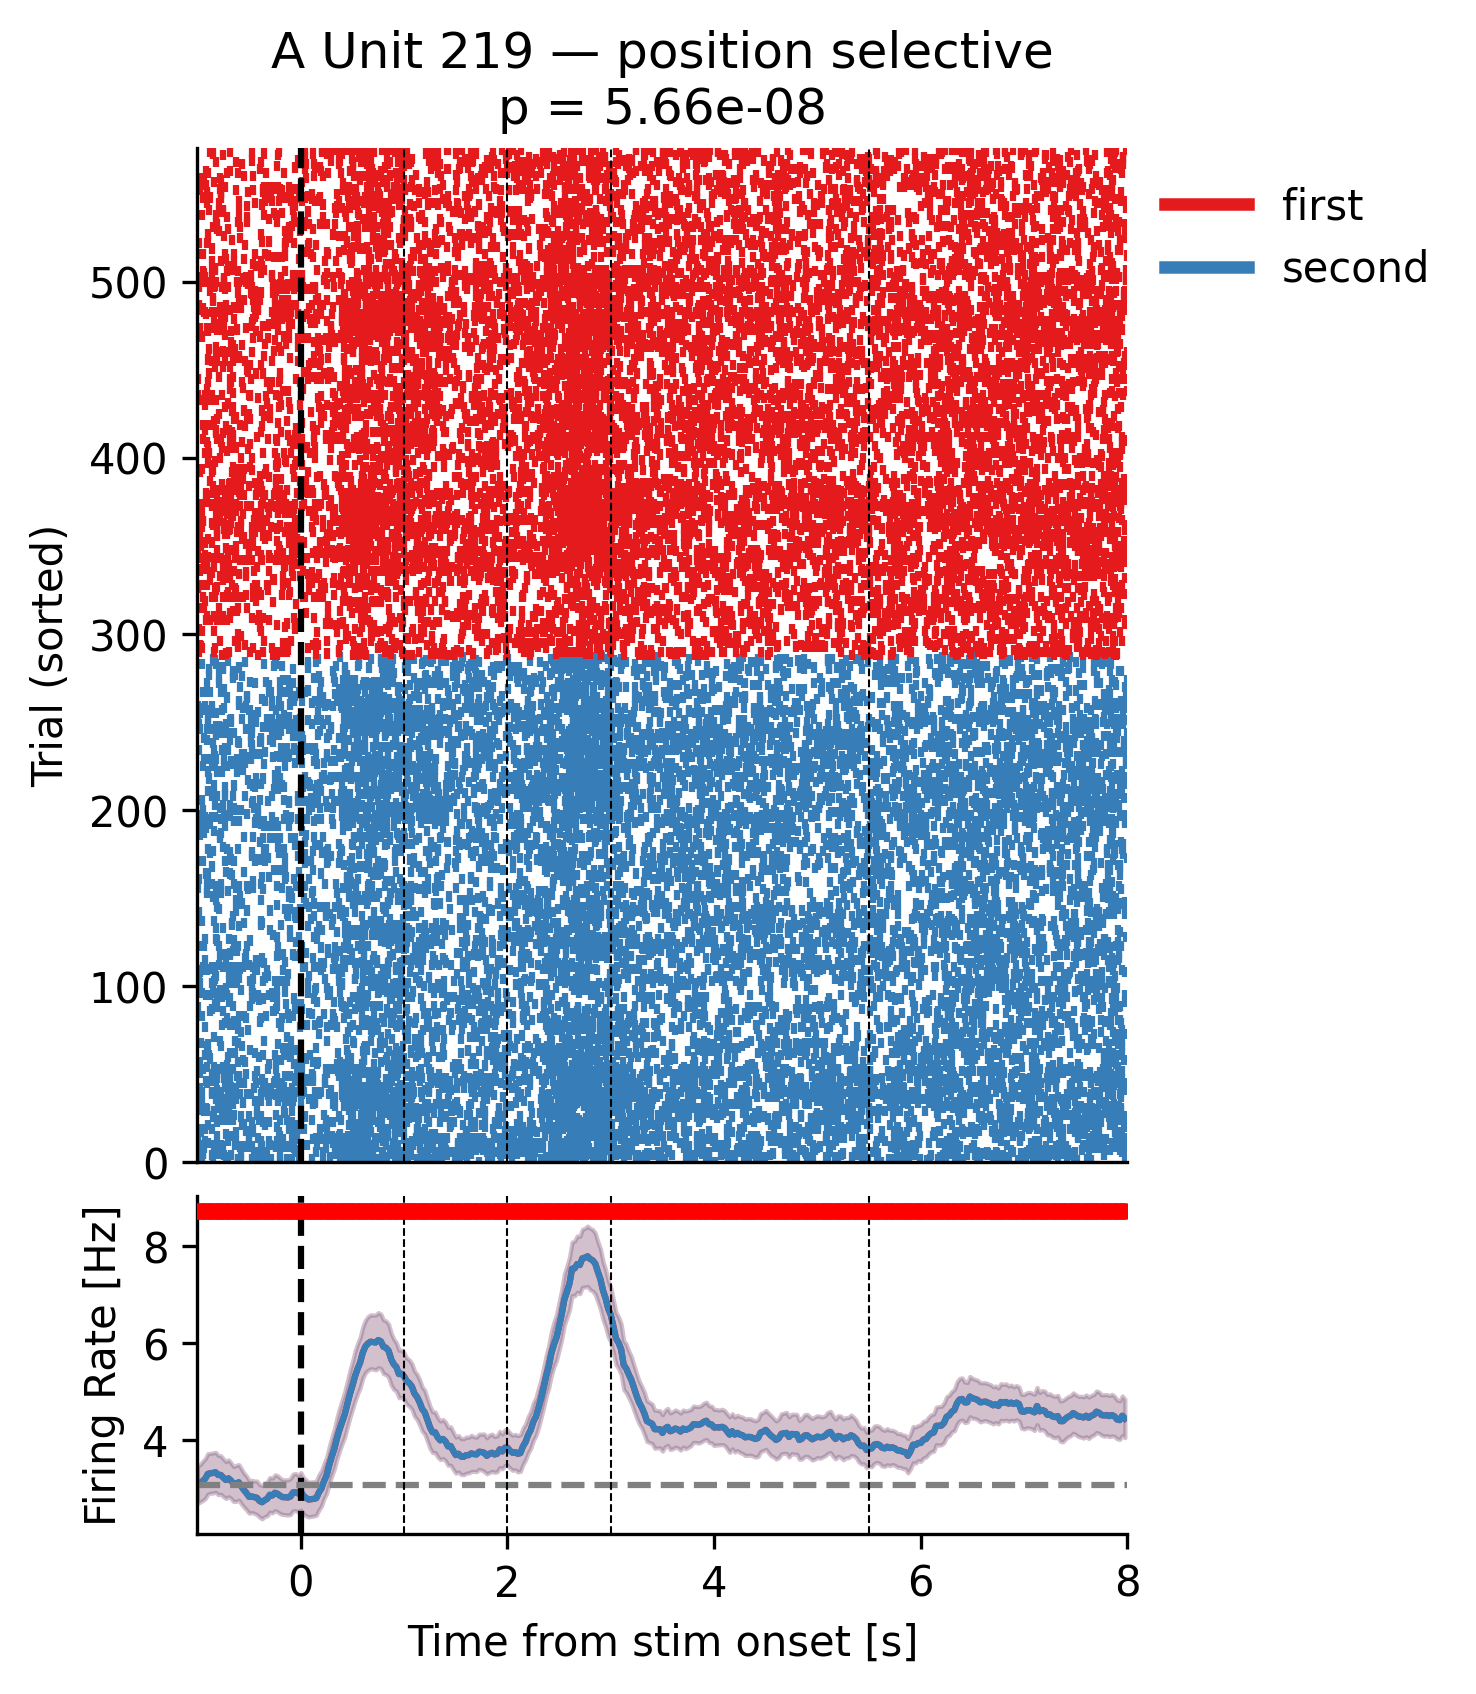 A Unit 219 — position selective
p = 5.66e-08
first
second
500
400
300
200
100
0
Trial (sorted)
8
6
4
Firing Rate [Hz]
0 2 4 6 8
Time from stim onset [s]